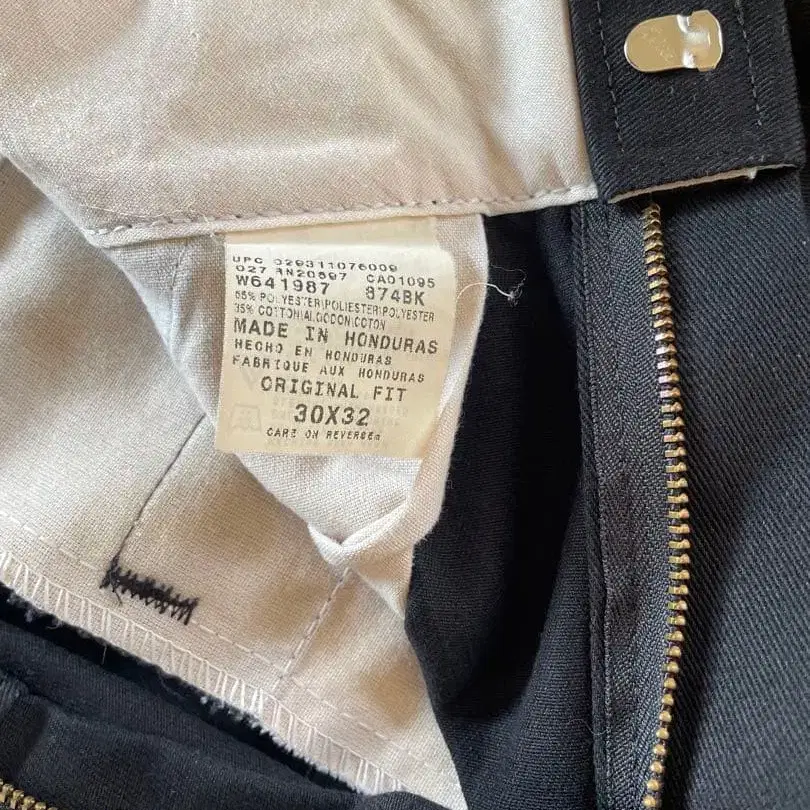 UPC 029311076009
027 RN20697 CA01095
W641987 874BK
65% POLYESTER/POLIESTER/POLYESTER
35% COTTON/ALGODON/COTON
MADE IN HONDURAS
HECHO EN HONDURAS
FABRIQUE AUX HONDURAS
ORIGINAL FIT
30X32
CARE ON REVERSE